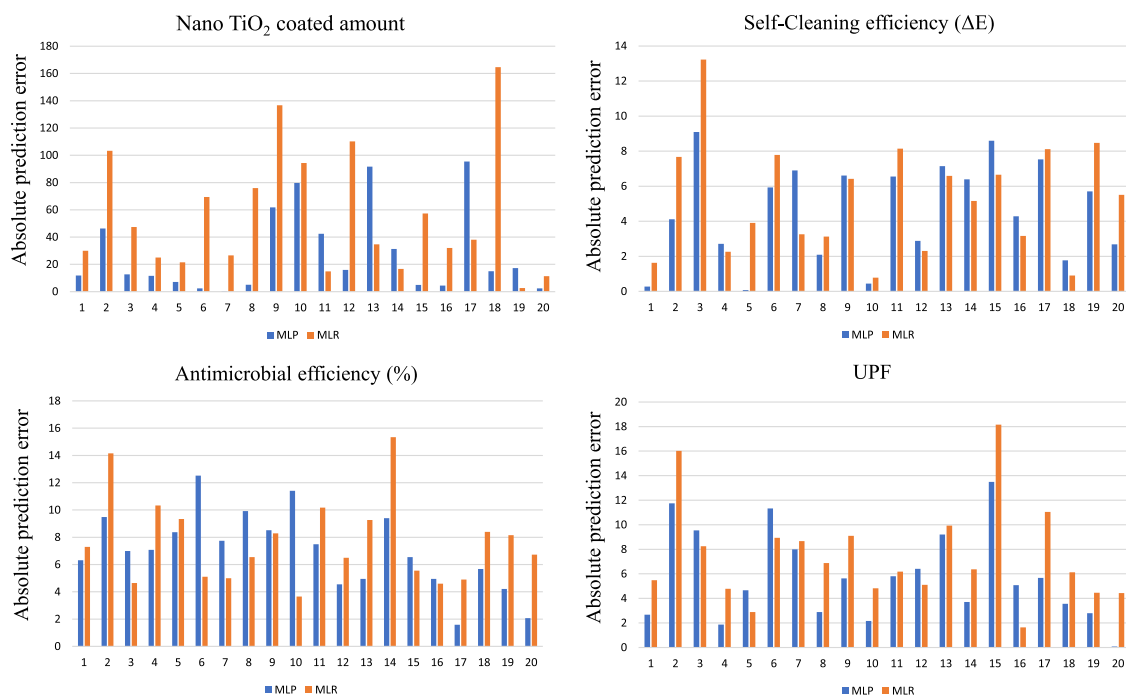 Nano TiO₂ coated amount
Absolute prediction error
180
160
140
120
100
80
60
40
20
0
1 2 3 4 5 6 7 8 9 10 11 12 13 14 15 16 17 18 19 20
MLP MLR
Self-Cleaning efficiency (ΔE)
Absolute prediction error
14
12
10
8
6
4
2
0
1 2 3 4 5 6 7 8 9 10 11 12 13 14 15 16 17 18 19 20
MLP MLR
Antimicrobial efficiency (%)
Absolute prediction error
18
16
14
12
10
8
6
4
2
0
1 2 3 4 5 6 7 8 9 10 11 12 13 14 15 16 17 18 19 20
MLP MLR
UPF
Absolute prediction error
20
18
16
14
12
10
8
6
4
2
0
1 2 3 4 5 6 7 8 9 10 11 12 13 14 15 16 17 18 19 20
MLP MLR